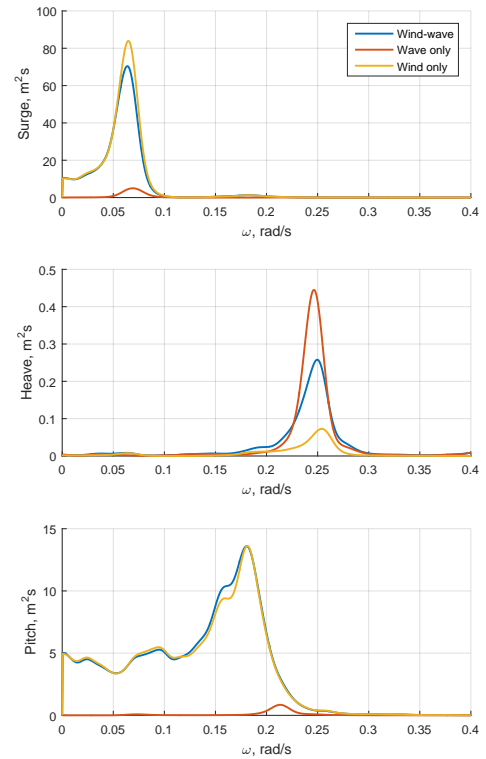 100
80
60
40
20
0
Surge, m²s
Wind-wave
Wave only
Wind only
0 0.05 0.1 0.15 0.2 0.25 0.3 0.35 0.4
ω, rad/s
0.5
0.4
0.3
0.2
0.1
0
Heave, m²s
0 0.05 0.1 0.15 0.2 0.25 0.3 0.35 0.4
ω, rad/s
15
10
5
0
Pitch, m²s
0 0.05 0.1 0.15 0.2 0.25 0.3 0.35 0.4
ω, rad/s